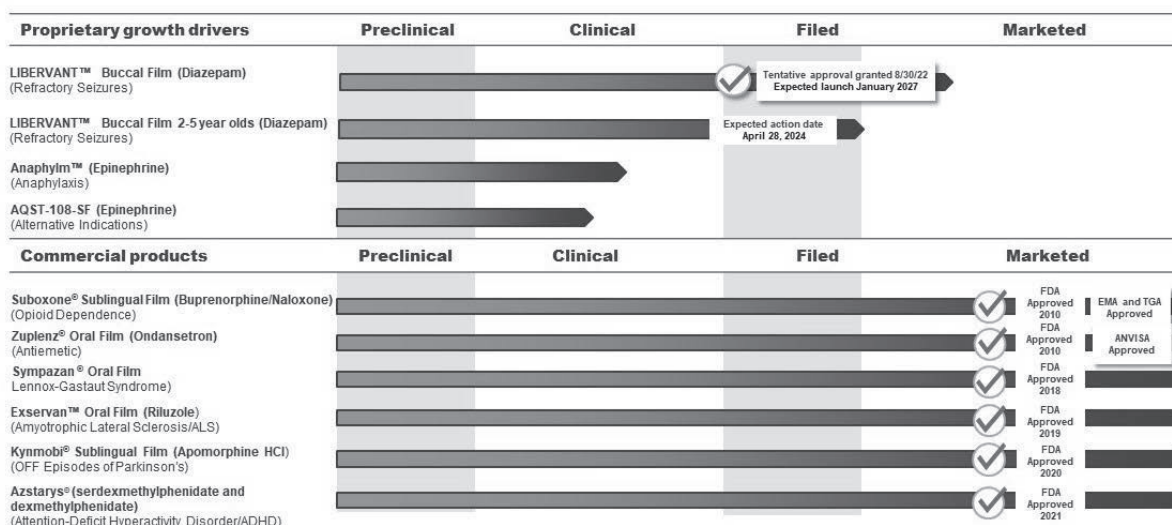 Proprietary growth drivers Preclinical Clinical Filed Marketed
LIBERVANT™ Buccal Film (Diazepam)
(Refractory Seizures)
Tentative approval granted 8/30/22
Expected launch January 2027
LIBERVANT™ Buccal Film 2-5 year olds (Diazepam)
(Refractory Seizures)
Expected action date
April 28, 2024
Anaphylm™ (Epinephrine)
(Anaphylaxis)
AQST-108-SF (Epinephrine)
(Alternative Indications)
Commercial products Preclinical Clinical Filed Marketed
Suboxone® Sublingual Film (Buprenorphine/Naloxone)
(Opioid Dependence)
FDA
Approved
2010
EMA and TGA
Approved
Zuplenz® Oral Film (Ondansetron)
(Antiemetic)
FDA
Approved
2010
ANVISA
Approved
Sympazan® Oral Film
Lennox-Gastaut Syndrome)
FDA
Approved
2018
Exservan™ Oral Film (Riluzole)
(Amyotrophic Lateral Sclerosis/ALS)
FDA
Approved
2019
Kynmobi® Sublingual Film (Apomorphine HCI)
(OFF Episodes of Parkinson's)
FDA
Approved
2020
Azstarys® (serdexmethylphenidate and
dexmethylphenidate)
(Attention-Deficit Hyperactivity Disorder/ADHD)
FDA
Approved
2021